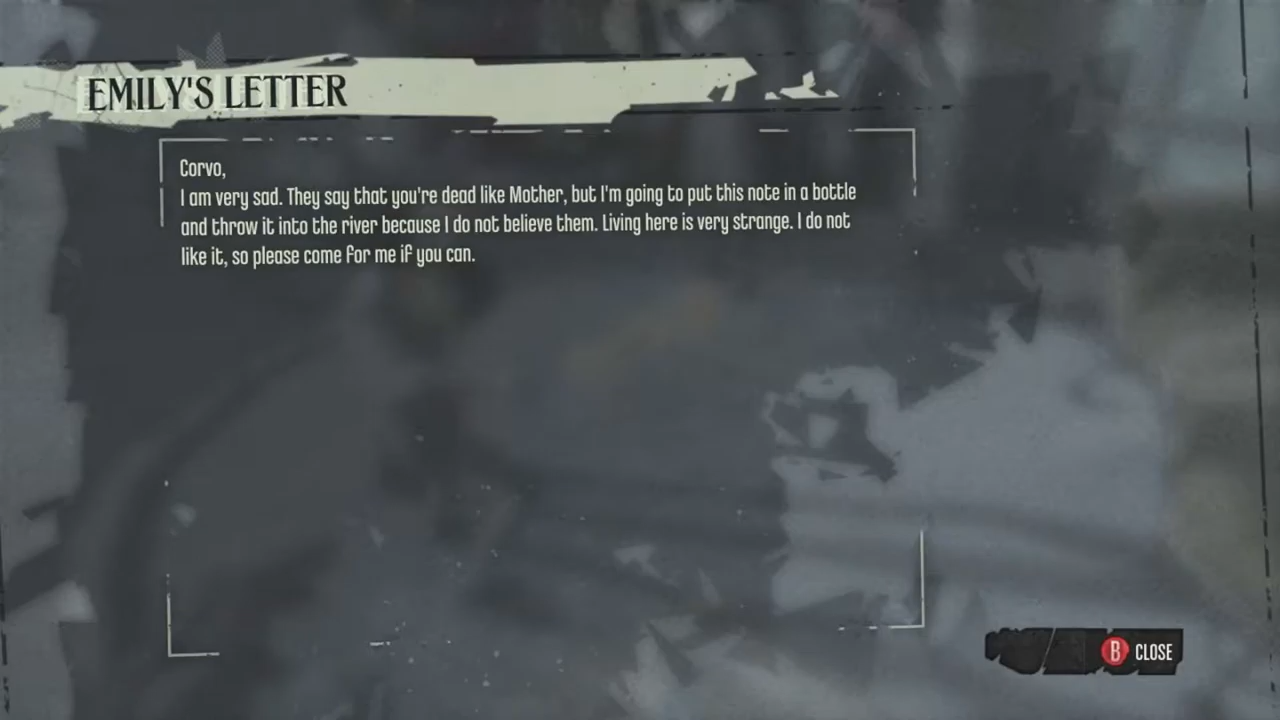 EMILY'S LETTER
Corvo,
I am very sad. They say that you're dead like Mother, but I'm going to put this note in a bottle
and throw it into the river because I do not believe them. Living here is very strange. I do not
like it, so please come for me if you can.
B CLOSE